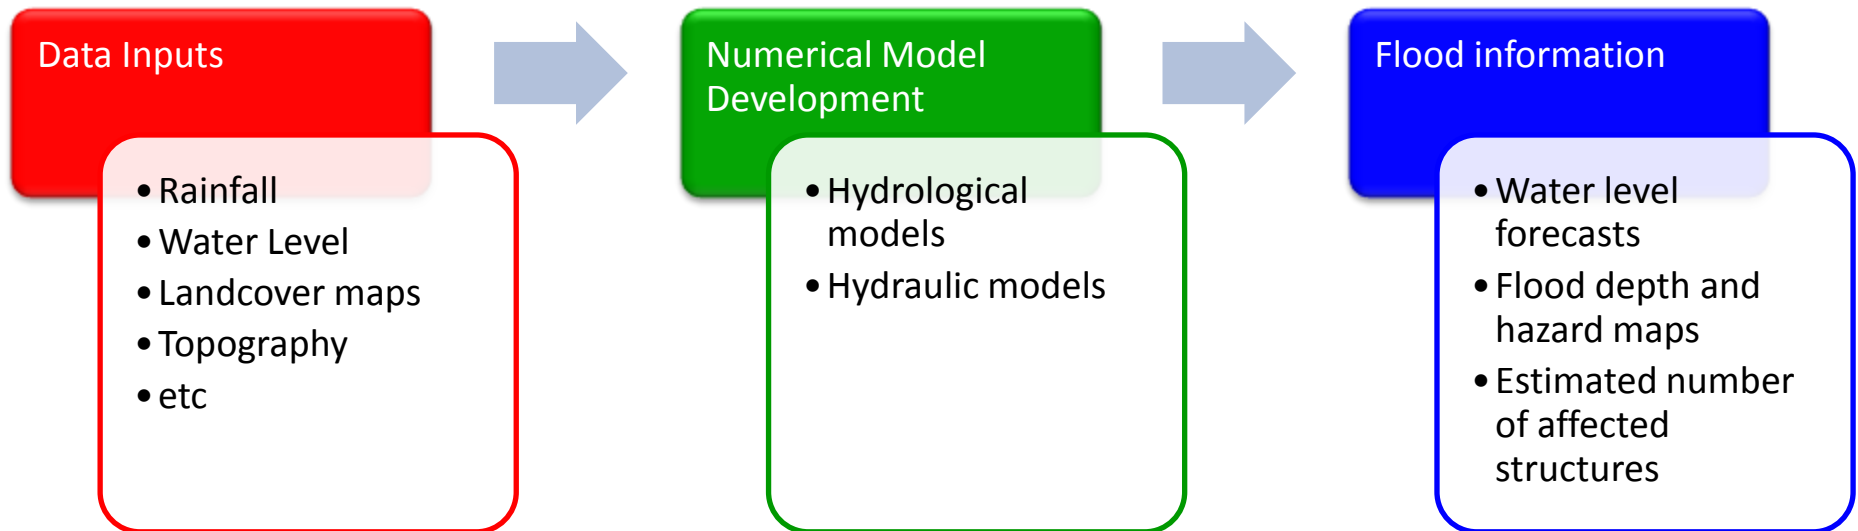 Data Inputs
• Rainfall
• Water Level
• Landcover maps
• Topography
• etc
Numerical Model
Development
• Hydrological
models
• Hydraulic models
Flood information
• Water level
forecasts
• Flood depth and
hazard maps
• Estimated number
of affected
structures